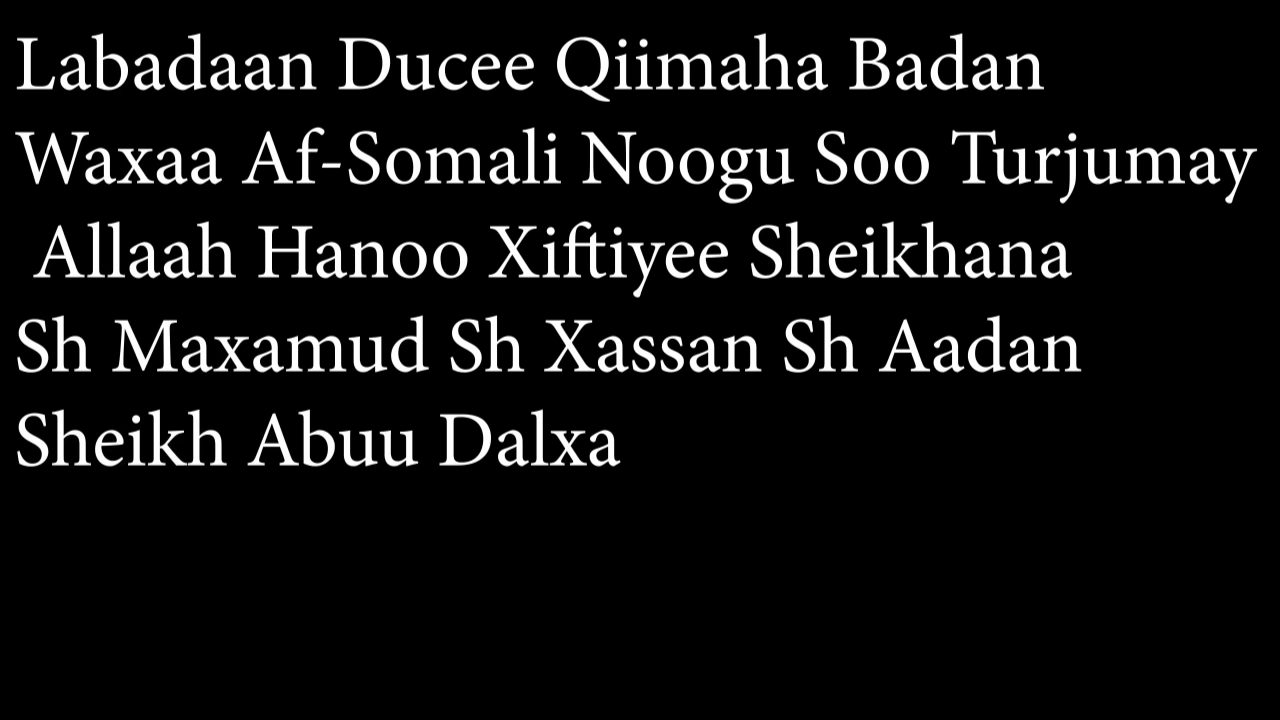 Labadaan Ducee Qiimaha Badan
Waxaa Af-Somali Noogu Soo Turjumay
Allaah Hanoo Xiftiyee Sheikhana
Sh Maxamud Sh Xassan Sh Aadan
Sheikh Abuu Dalxa